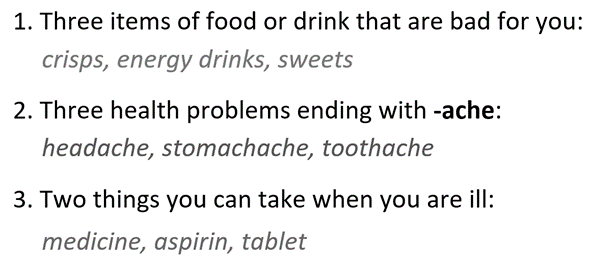 1. Three items of food or drink that are bad for you:
crisps, energy drinks, sweets
2. Three health problems ending with -ache:
headache, stomachache, toothache
3. Two things you can take when you are ill:
medicine, aspirin, tablet